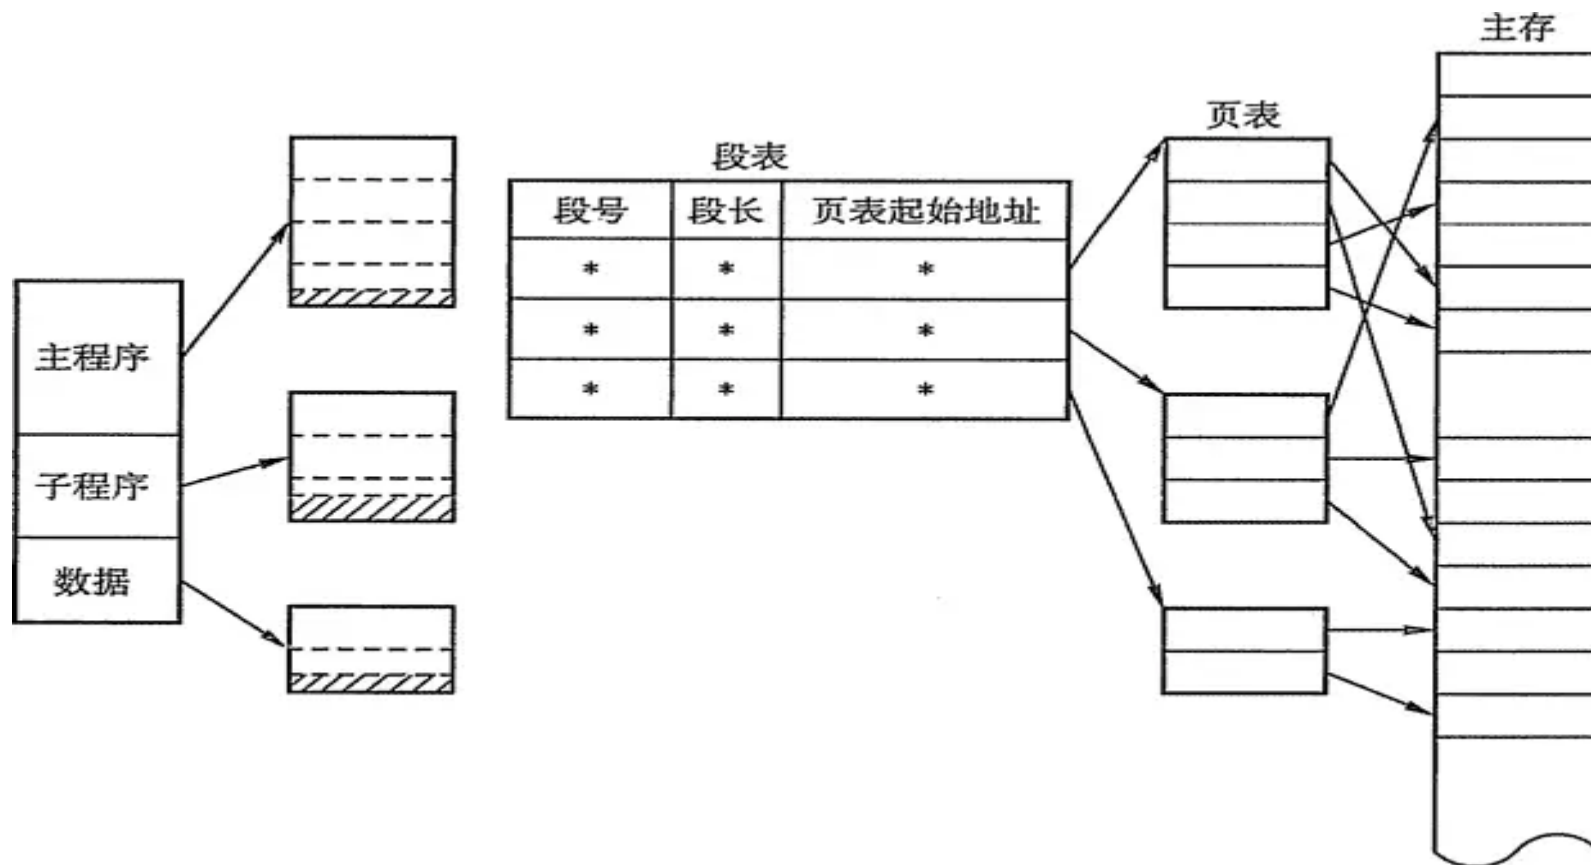 主存
页表
段表
段号 段长 页表起始地址
* * *
* * *
* * *
主程序
子程序
数据